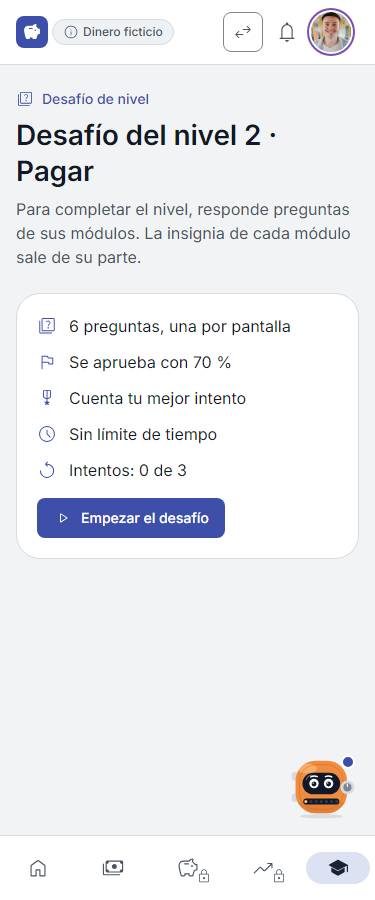 Dinero ficticio
Desafío de nivel
Desafío del nivel 2 ·
Pagar
Para completar el nivel, responde preguntas
de sus módulos. La insignia de cada módulo
sale de su parte.
6 preguntas, una por pantalla
Se aprueba con 70 %
Cuenta tu mejor intento
Sin límite de tiempo
Intentos: 0 de 3
Empezar el desafío